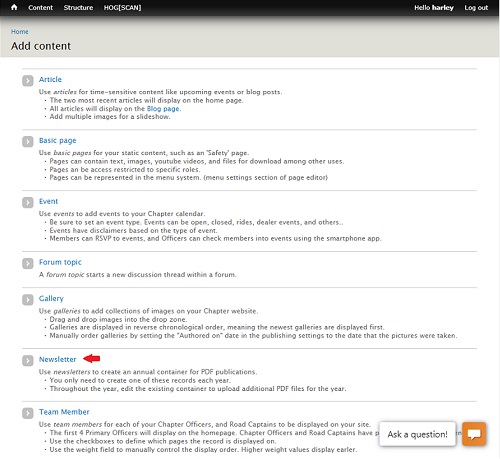 Content Structure HOG[SCAN] Hello harley Log out
Home
Add content
Article
Use articles for time-sensitive content like upcoming events or blog posts.
• The two most recent articles will display on the home page.
• All articles will display on the Blog page.
• Add multiple images for a slideshow.
Basic page
Use basic pages for your static content, such as an 'Safety' page.
• Pages can contain text, images, youtube videos, and files for download among other uses.
• Pages an be access restricted to specific roles.
• Pages can be represented in the menu system. (menu settings section of page editor)
Event
Use events to add events to your Chapter calendar.
• Be sure to set an event type. Events can be open, closed, rides, dealer events, and others..
• Events have disclaimers based on the type of event.
• Members can RSVP to events, and Officers can check members into events using the smartphone app.
Forum topic
A forum topic starts a new discussion thread within a forum.
Gallery
Use galleries to add collections of images on your Chapter website.
• Drag and drop images into the drop zone.
• Galleries are displayed in reverse chronological order, meaning the newest galleries are displayed first.
• Manually order galleries by setting the "Authored on" date in the publishing settings to the date that the pictures were taken.
Newsletter
Use newsletters to create an annual container for PDF publications.
• You only need to create one of these records each year.
• Throughout the year, edit the existing container to upload additional PDF files for the year.
Team Member
Use team members for each of your Chapter Officers, and Road Captains to be displayed on your site.
• The first 4 Primary Officers will display on the homepage. Chapter Officers and Road Captains have
• Use the checkboxes to define which pages the record is displayed on.
• Use the weight field to manually control the display order. Higher weight values display earlier.
Ask a question!